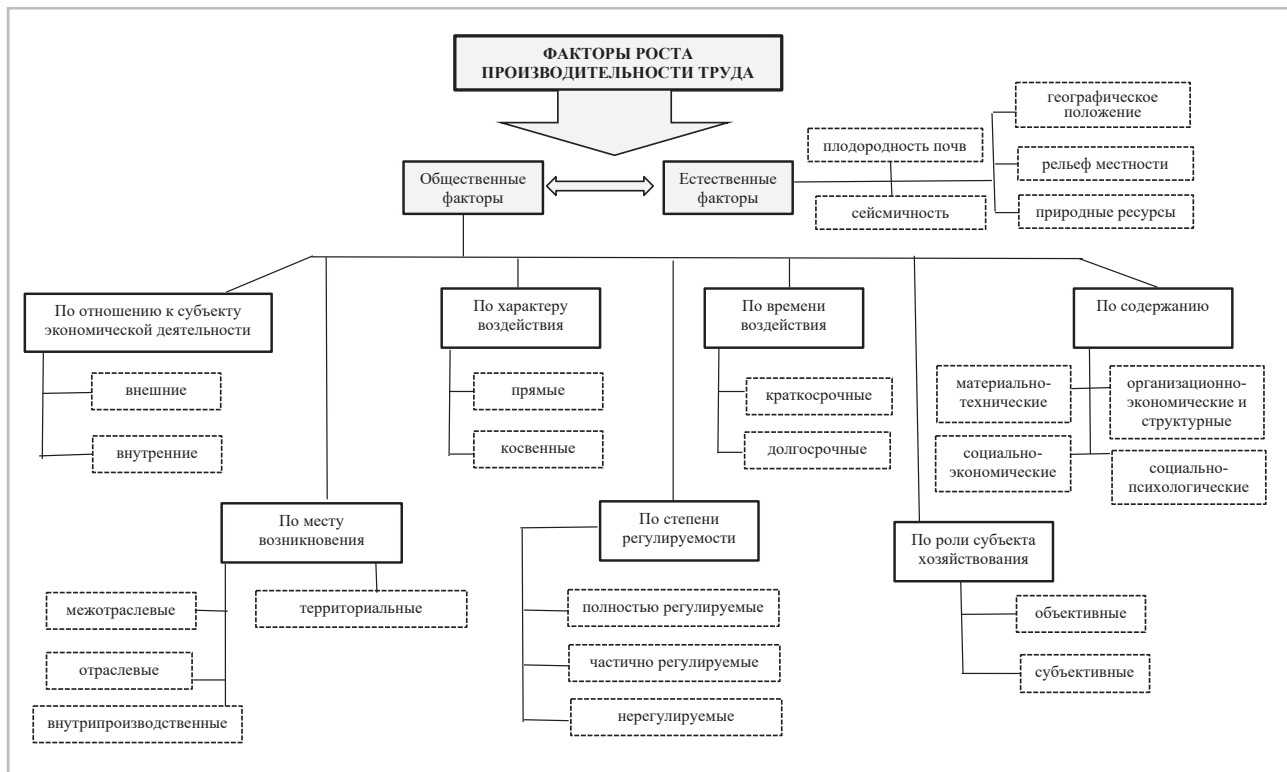 ФАКТОРЫ РОСТА
ПРОИЗВОДИТЕЛЬНОСТИ ТРУДА
Общественные
факторы
Естественные
факторы
плодородность почв
сейсмичность
географическое
положение
рельеф местности
природные ресурсы
По отношению к субъекту
экономической деятельности
внешние
внутренние
По характеру
воздействия
прямые
косвенные
По времени
воздействия
краткосрочные
долгосрочные
По содержанию
материально-
технические
организационно-
экономические и
структурные
социально-
экономические
социально-
психологические
По месту
возникновения
межотраслевые
территориальные
отраслевые
внутрипроизводственные
По степени
регулируемости
полностью регулируемые
частично регулируемые
нерегулируемые
По роли субъекта
хозяйствования
объективные
субъективные